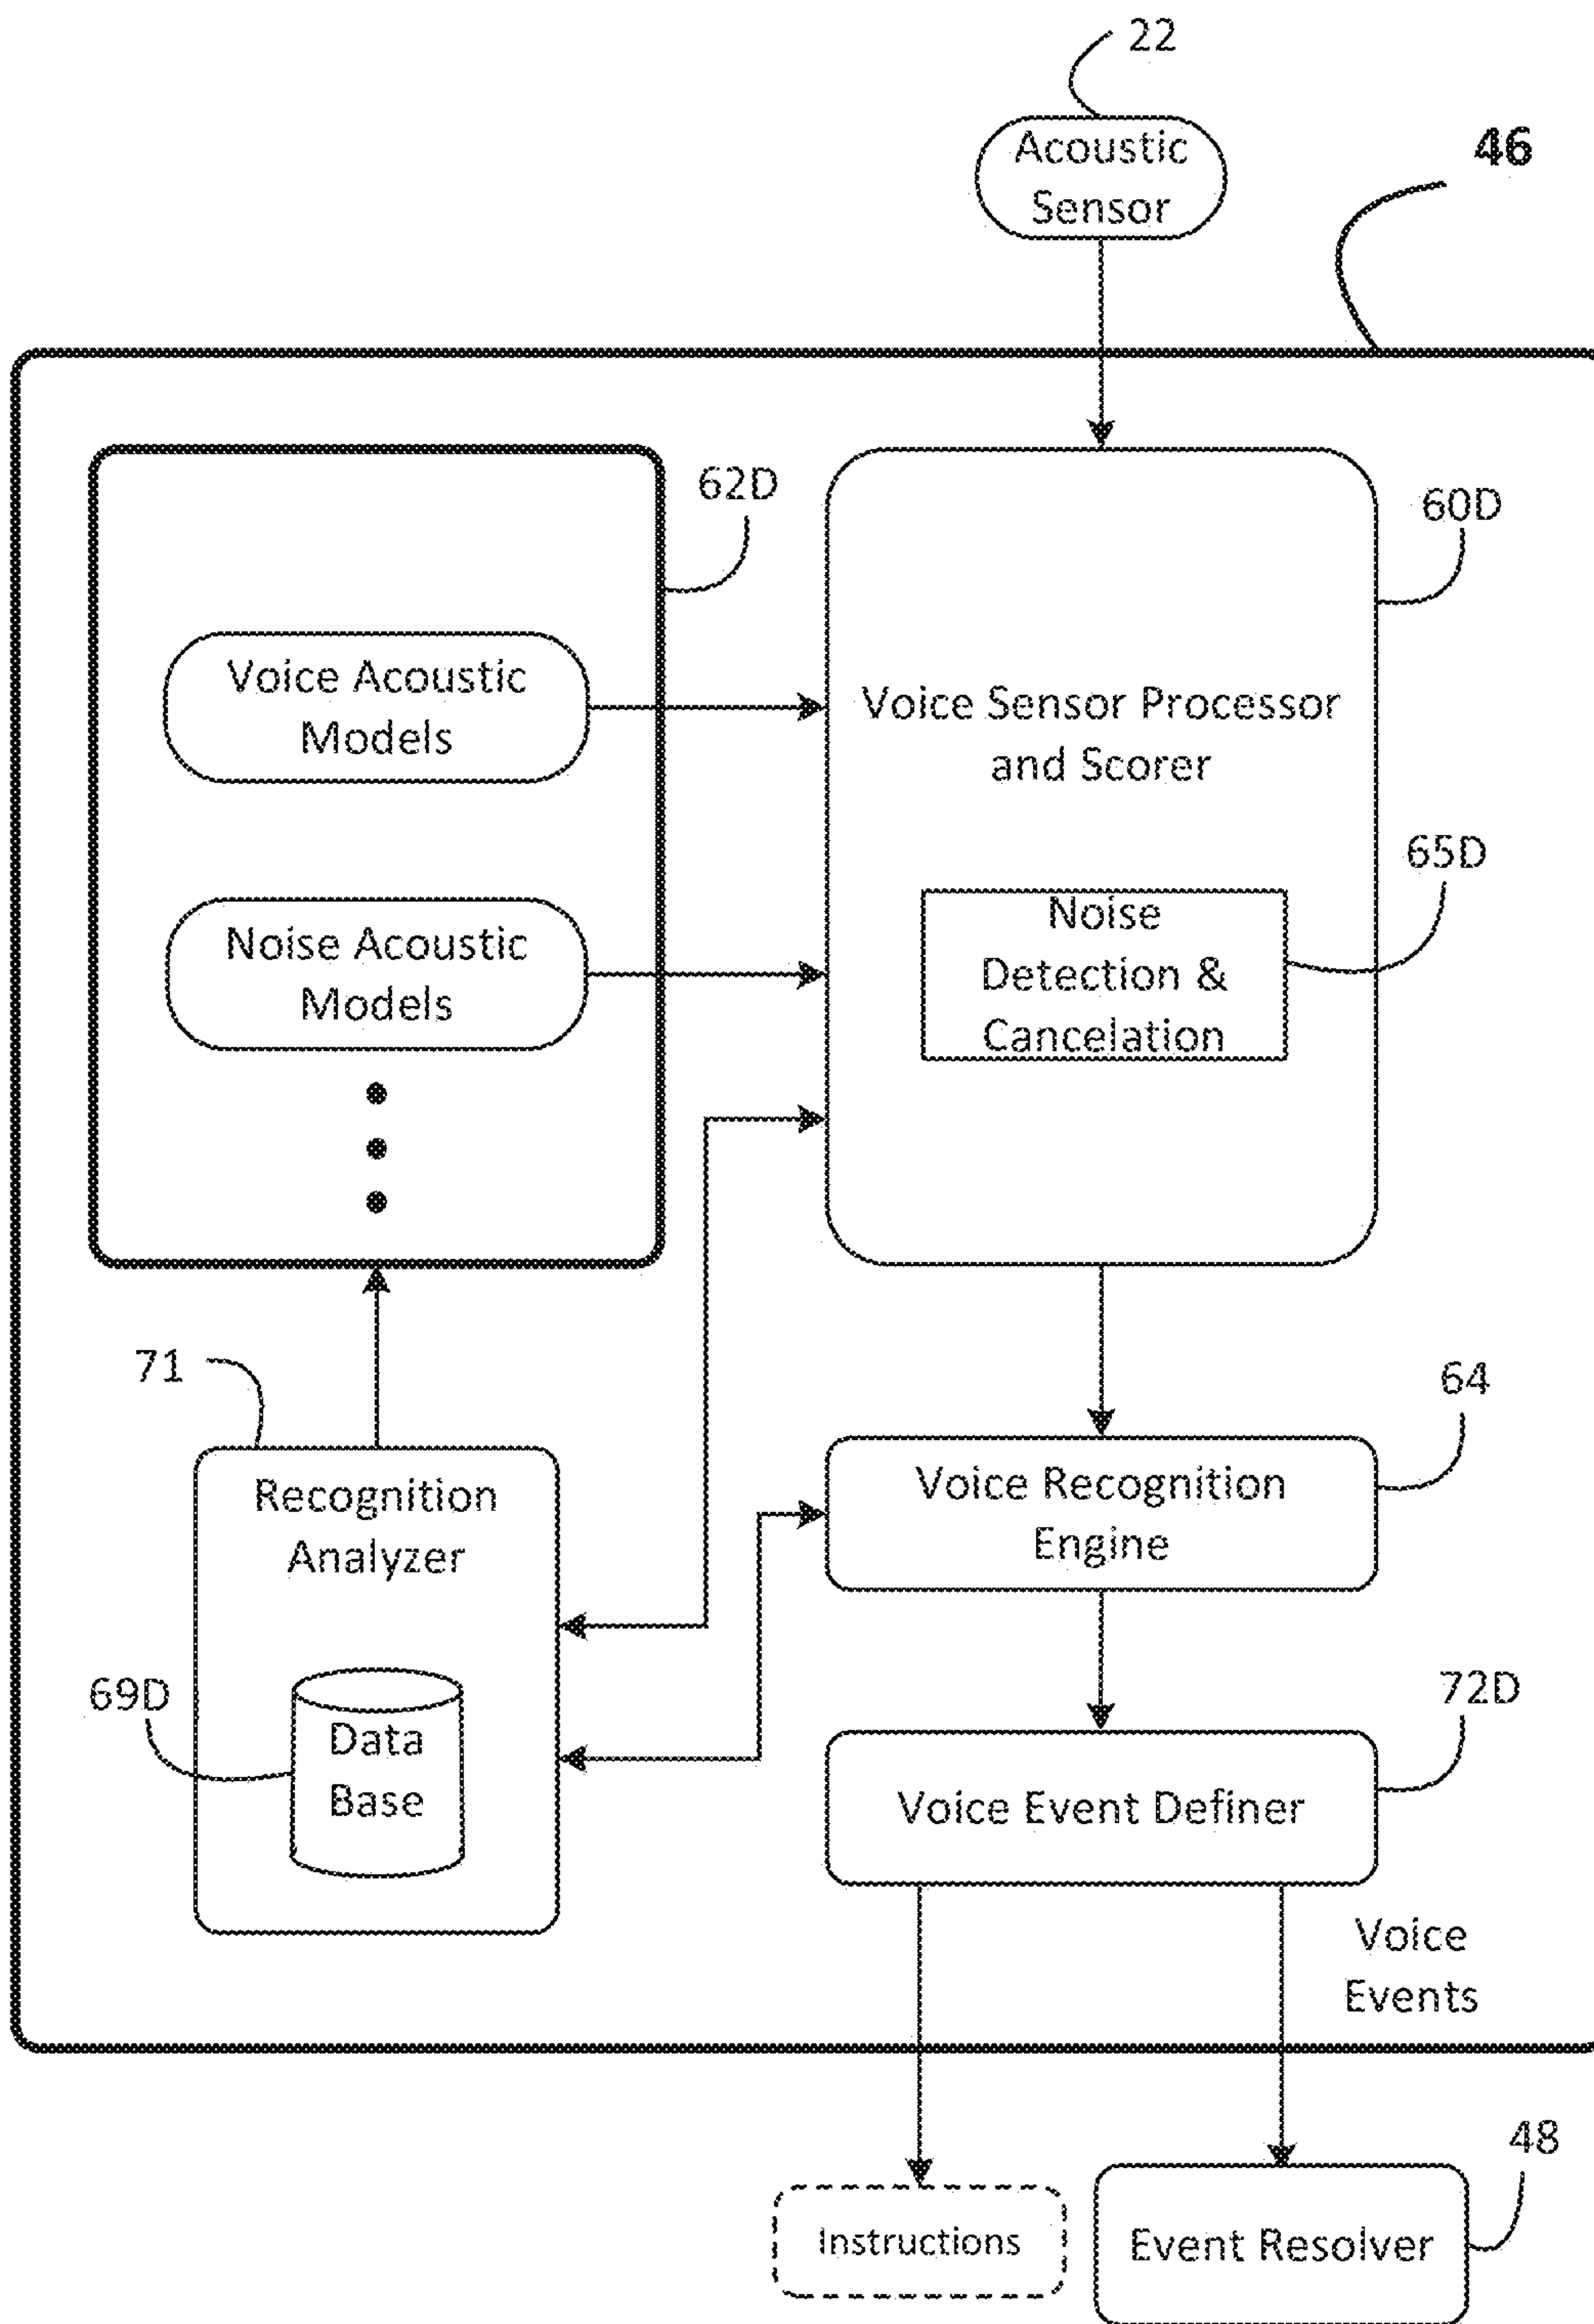 22
Acoustic
Sensor
46
62D
60D
Voice Acoustic
Models
Voice Sensor Processor
and Scorer
65D
Noise Acoustic
Models
Noise
Detection &
Cancelation
71
64
Recognition
Analyzer
Voice Recognition
Engine
69D
Data
Base
72D
Voice Event Definer
Voice
Events
48
Instructions
Event Resolver